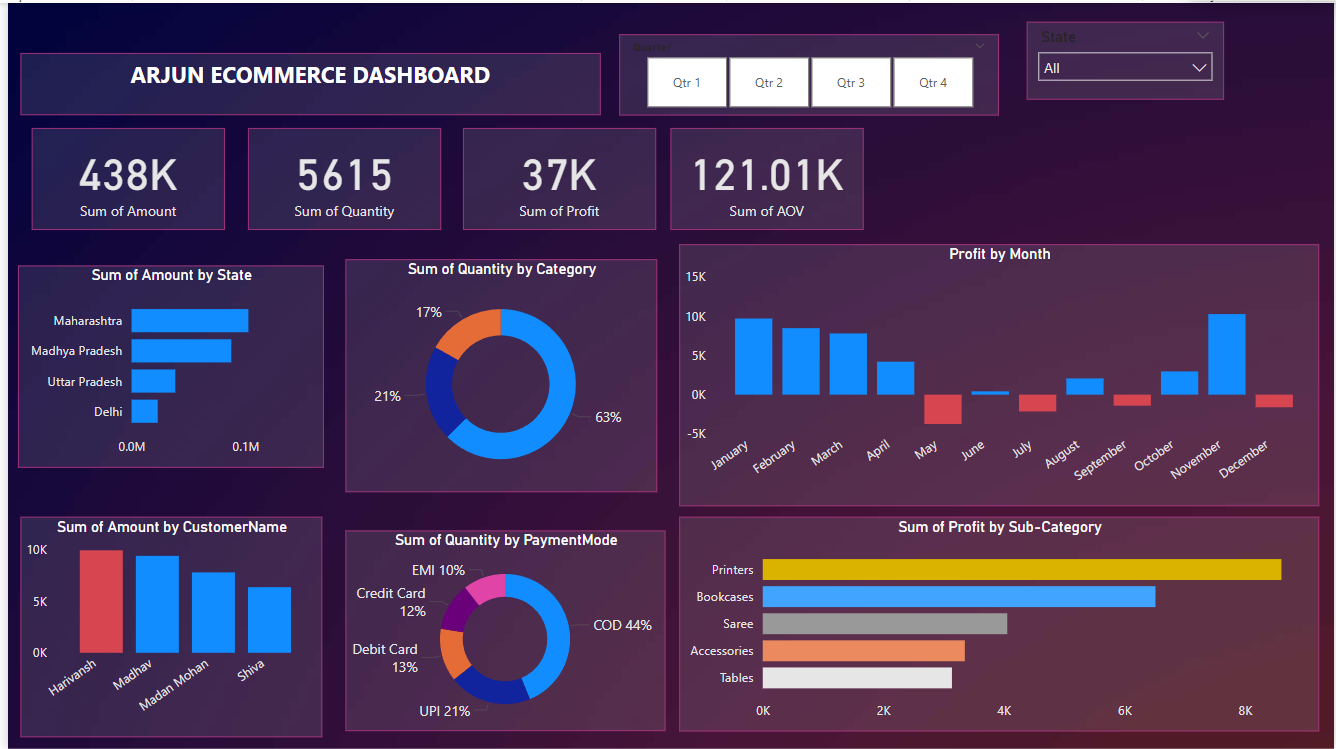 ARJUN ECOMMERCE DASHBOARD
Quarter
Qtr 1
Qtr 2
Qtr 3
Qtr 4
State
All
438K
Sum of Amount
5615
Sum of Quantity
37K
Sum of Profit
121.01K
Sum of AOV
Sum of Amount by State
Maharashtra
Madhya Pradesh
Uttar Pradesh
Delhi
0.0M
0.1M
Sum of Quantity by Category
17%
21%
63%
Profit by Month
15K
10K
5K
0K
-5K
January
February
March
April
May
June
July
August
September
October
November
December
Sum of Amount by CustomerName
10K
5K
0K
Harivansh
Madhav
Madan Mohan
Shiva
Sum of Quantity by PaymentMode
EMI 10%
Credit Card
12%
Debit Card
13%
UPI 21%
COD 44%
Sum of Profit by Sub-Category
Printers
Bookcases
Saree
Accessories
Tables
0K
2K
4K
6K
8K